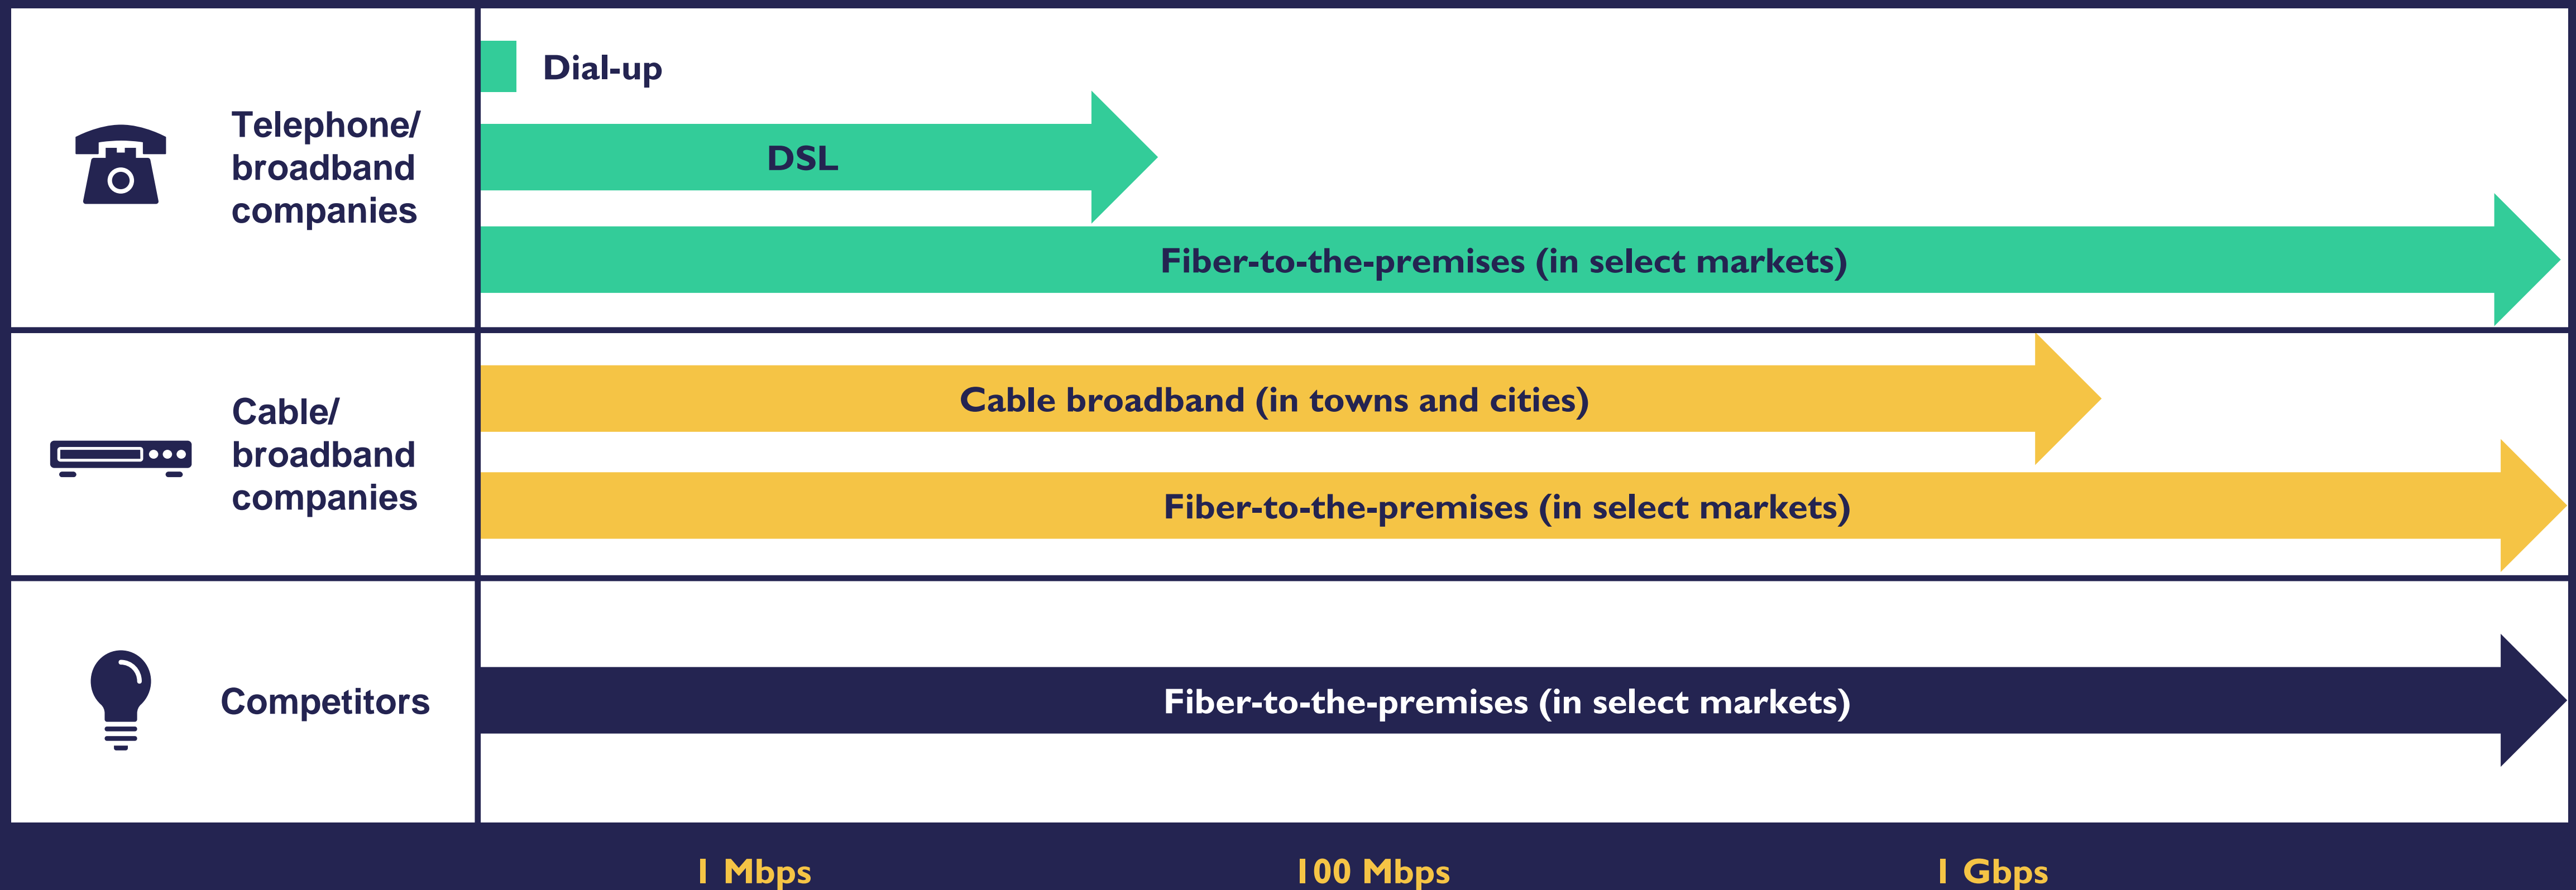 Telephone/
broadband
companies
Dial-up
DSL
Fiber-to-the-premises (in select markets)
Cable/
broadband
companies
Cable broadband (in towns and cities)
Fiber-to-the-premises (in select markets)
Competitors
Fiber-to-the-premises (in select markets)
1 Mbps
100 Mbps
1 Gbps